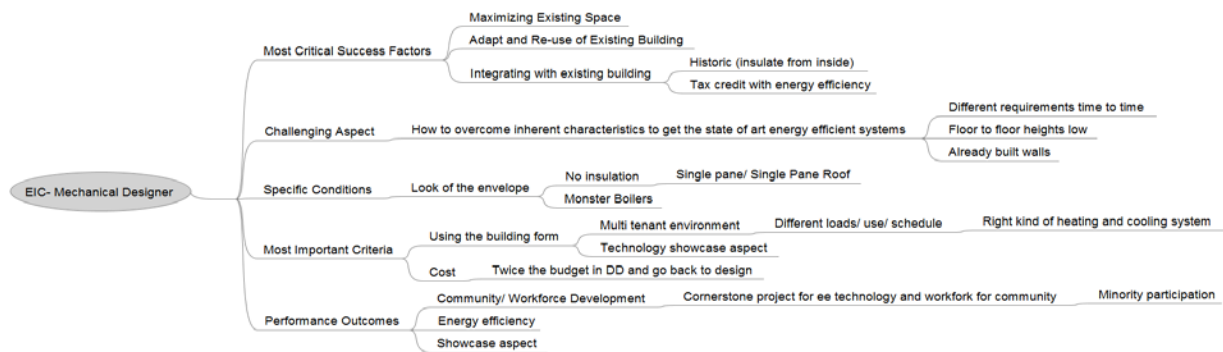 EIC- Mechanical Designer
Most Critical Success Factors
Maximizing Existing Space
Adapt and Re-use of Existing Building
Integrating with existing building
Historic (insulate from inside)
Tax credit with energy efficiency
Challenging Aspect
How to overcome inherent characteristics to get the state of art energy efficient systems
Different requirements time to time
Floor to floor heights low
Already built walls
Specific Conditions
Look of the envelope
No insulation
Single pane/ Single Pane Roof
Monster Boilers
Most Important Criteria
Using the building form
Multi tenant environment
Different loads/ use/ schedule
Right kind of heating and cooling system
Technology showcase aspect
Cost
Twice the budget in DD and go back to design
Performance Outcomes
Community/ Workforce Development
Cornerstone project for ee technology and workfork for community
Minority participation
Energy efficiency
Showcase aspect